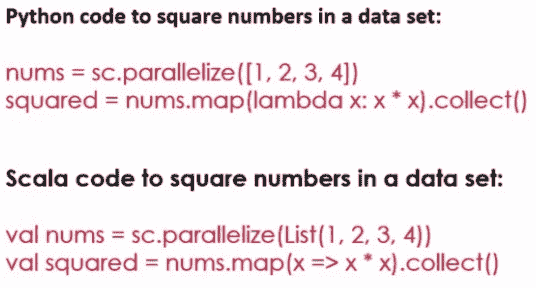 Python code to square numbers in a data set:
nums = sc.parallelize([1, 2, 3, 4])
squared = nums.map(lambda x: x * x).collect()
Scala code to square numbers in a data set:
val nums = sc.parallelize(List(1, 2, 3, 4))
val squared = nums.map(x => x * x).collect()